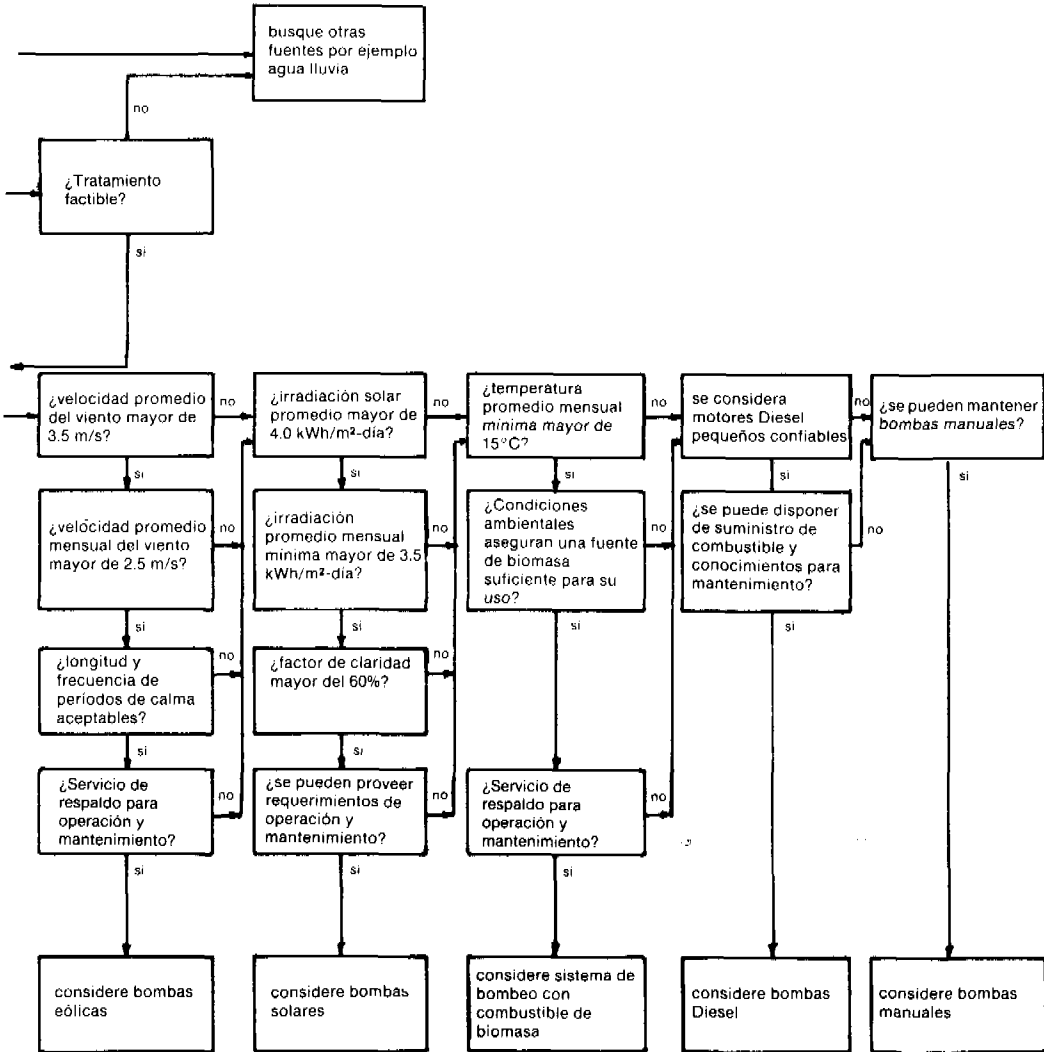 busque otras
fuentes por ejemplo
agua lluvia
no
¿Tratamiento
factible?
si
¿velocidad promedio
del viento mayor de
3.5 m/s?
no
¿irradiación solar
promedio mayor de
4.0 kWh/m²-día?
no
¿temperatura
promedio mensual
mínima mayor de
15°C?
no
se considera
motores Diesel
pequeños confiables
no
¿se pueden mantener
bombas manuales?
si
si
si
si
si
¿velocidad promedio
mensual del viento
mayor de 2.5 m/s?
no
¿irradiación
promedio mensual
mínima mayor de 3.5
kWh/m²-día?
no
¿Condiciones
ambientales
aseguran una fuente
de biomasa
suficiente para su
uso?
no
¿se puede disponer
de suministro de
combustible y
conocimientos para
mantenimiento?
no
si
si
si
si
¿longitud y
frecuencia de
períodos de calma
aceptables?
no
¿factor de claridad
mayor del 60%?
no
si
si
¿Servicio de
respaldo para
operación y
mantenimiento?
no
¿se pueden proveer
requerimientos de
operación y
mantenimiento?
no
¿Servicio de
respaldo para
operación y
mantenimiento?
no
si
si
si
considere bombas
eólicas
considere bombas
solares
considere sistema de
bombeo con
combustible de
biomasa
considere bombas
Diesel
considere bombas
manuales